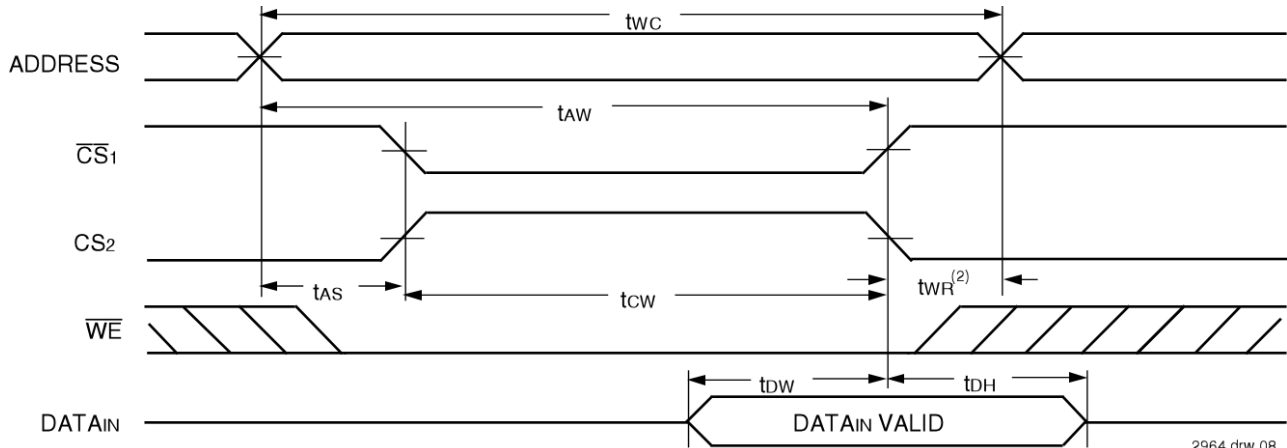 tWC
ADDRESS
tAW
CS1
CS2
tAS
tCW
tWR(2)
WE
tDW
tDH
DATAIN
DATAIN VALID
2964 drw 08